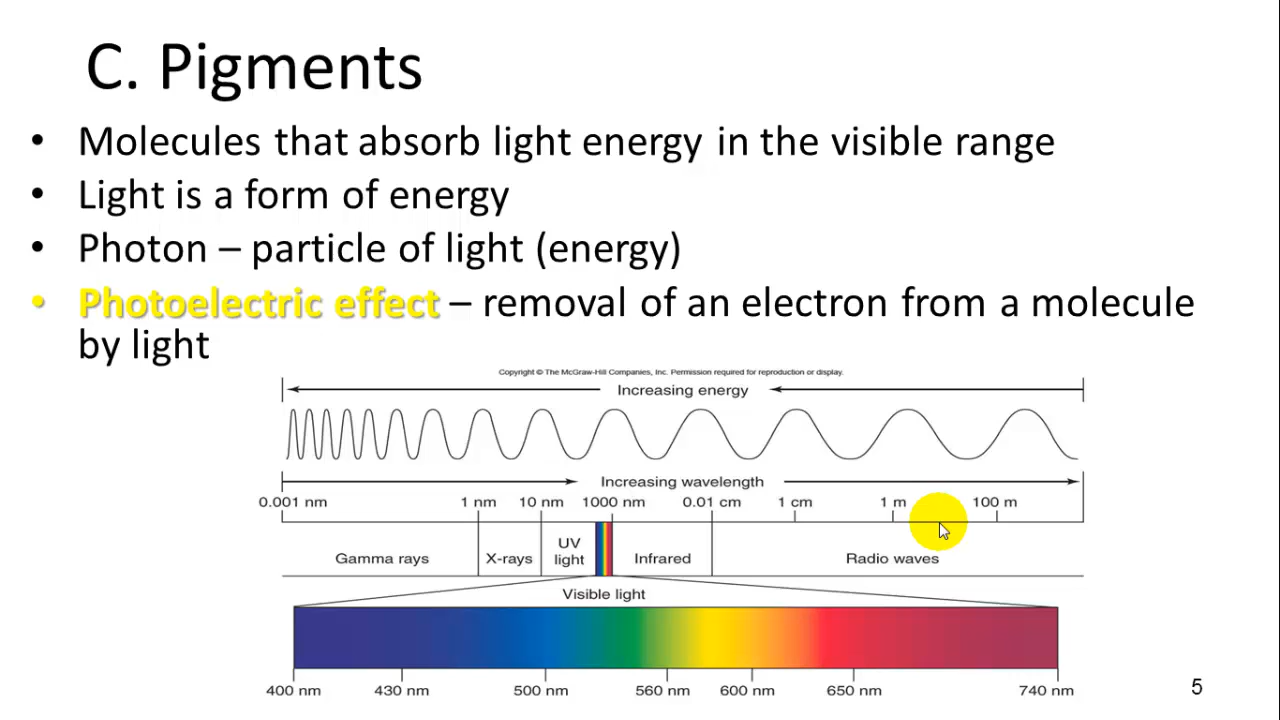 C. Pigments
• Molecules that absorb light energy in the visible range
• Light is a form of energy
• Photon – particle of light (energy)
• Photoelectric effect – removal of an electron from a molecule
by light
Copyright © The McGraw-Hill Companies, Inc. Permission required for reproduction or display.
Increasing energy
Increasing wavelength
0.001 nm 1 nm 10 nm 1000 nm 0.01 cm 1 cm 1 m 100 m
Gamma rays X-rays UV light Infrared Radio waves
Visible light
400 nm 430 nm 500 nm 560 nm 600 nm 650 nm 740 nm
5